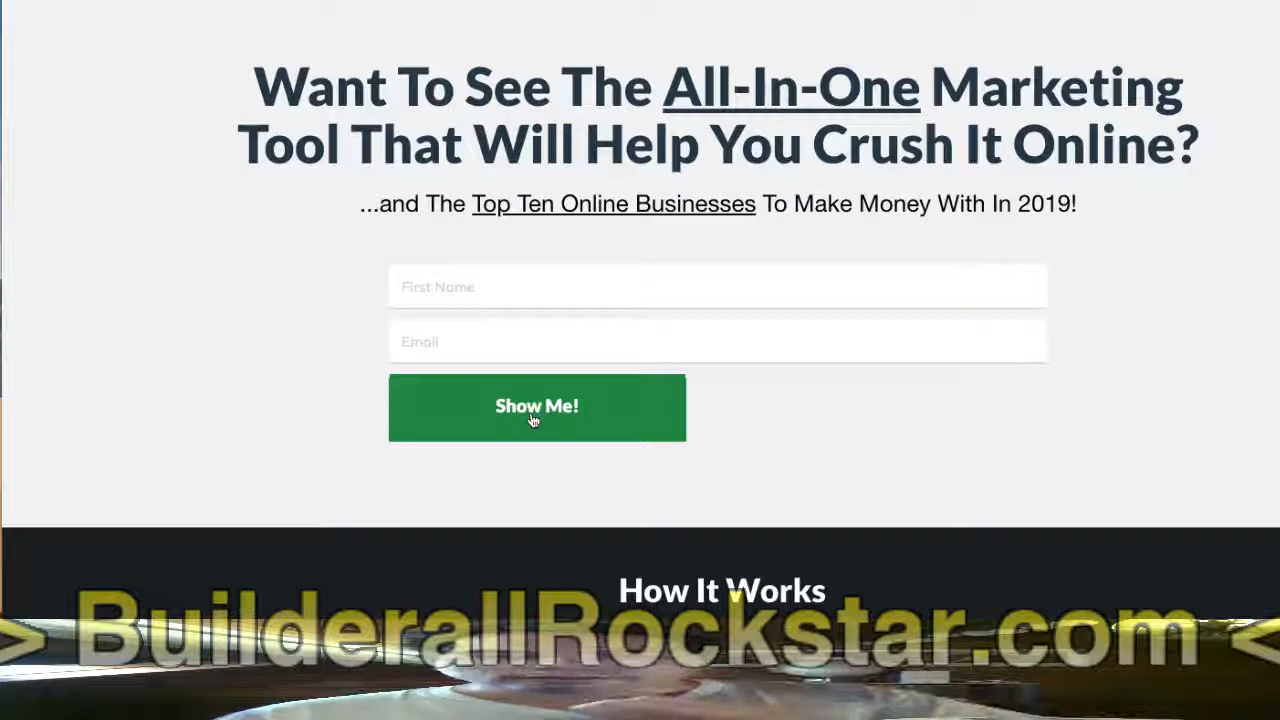 Want To See The All-In-One Marketing
Tool That Will Help You Crush It Online?
...and The Top Ten Online Businesses To Make Money With In 2019!
First Name
Email
Show Me!
How It Works
> BuilderallRockstar.com <